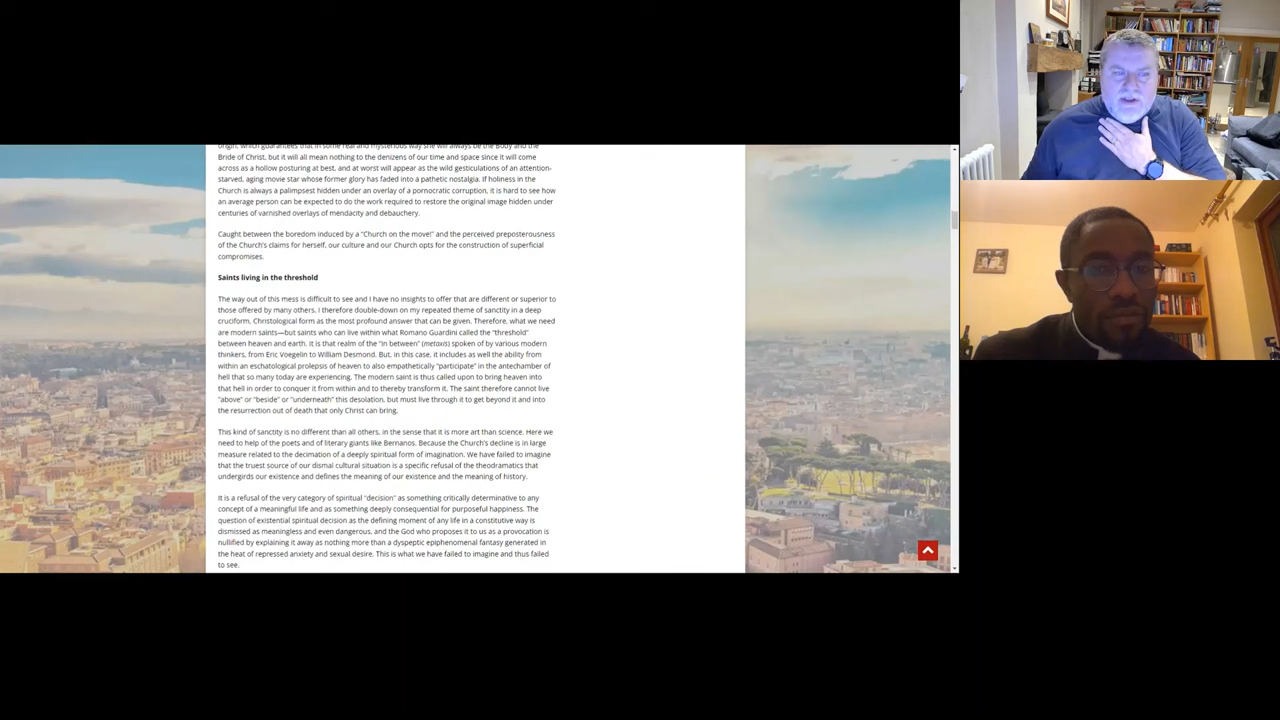 origin, which guarantees that in some real and mysterious way she will always be the Body and the
Bride of Christ, but it will all mean nothing to the denizens of our time and space since it will come
across as a hollow posturing at best, and at worst will appear as the wild gesticulations of an attention-
starved, aging movie star whose former glory has faded into a pathetic nostalgia. If holiness in the
Church is always a palimpsest hidden under an overlay of a pornocratic corruption, it is hard to see how
an average person can be expected to do the work required to restore the original image hidden under
centuries of varnished overlays of mendacity and debauchery.
Caught between the boredom induced by a “Church on the move!” and the perceived preposterousness
of the Church’s claims for herself, our culture and our Church opts for the construction of superficial
compromises.
Saints living in the threshold
The way out of this mess is difficult to see and I have no insights to offer that are different or superior to
those offered by many others. I therefore double-down on my repeated theme of sanctity in a deep
cruciform, Christological form as the most profound answer that can be given. Therefore, what we need
are modern saints—but saints who can live within what Romano Guardini called the “threshold”
between heaven and earth. It is that realm of the “in between” (metaxis) spoken of by various modern
thinkers, from Eric Voegelin to William Desmond. But, in this case, it includes as well the ability from
within an eschatological prolepsis of heaven to also empathetically “participate” in the antechamber of
hell that so many today are experiencing. The modern saint is thus called upon to bring heaven into
that hell in order to conquer it from within and to thereby transform it. The saint therefore cannot live
“above” or “beside” or “underneath” this desolation, but must live through it to get beyond it and into
the resurrection out of death that only Christ can bring.
This kind of sanctity is no different than all others, in the sense that it is more art than science. Here we
need to help of the poets and of literary giants like Bernanos. Because the Church’s decline is in large
measure related to the decimation of a deeply spiritual form of imagination. We have failed to imagine
that the truest source of our dismal cultural situation is a specific refusal of the theodramatics that
undergirds our existence and defines the meaning of our existence and the meaning of history.
It is a refusal of the very category of spiritual “decision” as something critically determinative to any
concept of a meaningful life and as something deeply consequential for purposeful happiness. The
question of existential spiritual decision as the defining moment of any life in a constitutive way is
dismissed as meaningless and even dangerous, and the God who proposes it to us as a provocation is
nullified by explaining it away as nothing more than a dyspeptic epiphenomenal fantasy generated in
the heat of repressed anxiety and sexual desire. This is what we have failed to imagine and thus failed
to see.